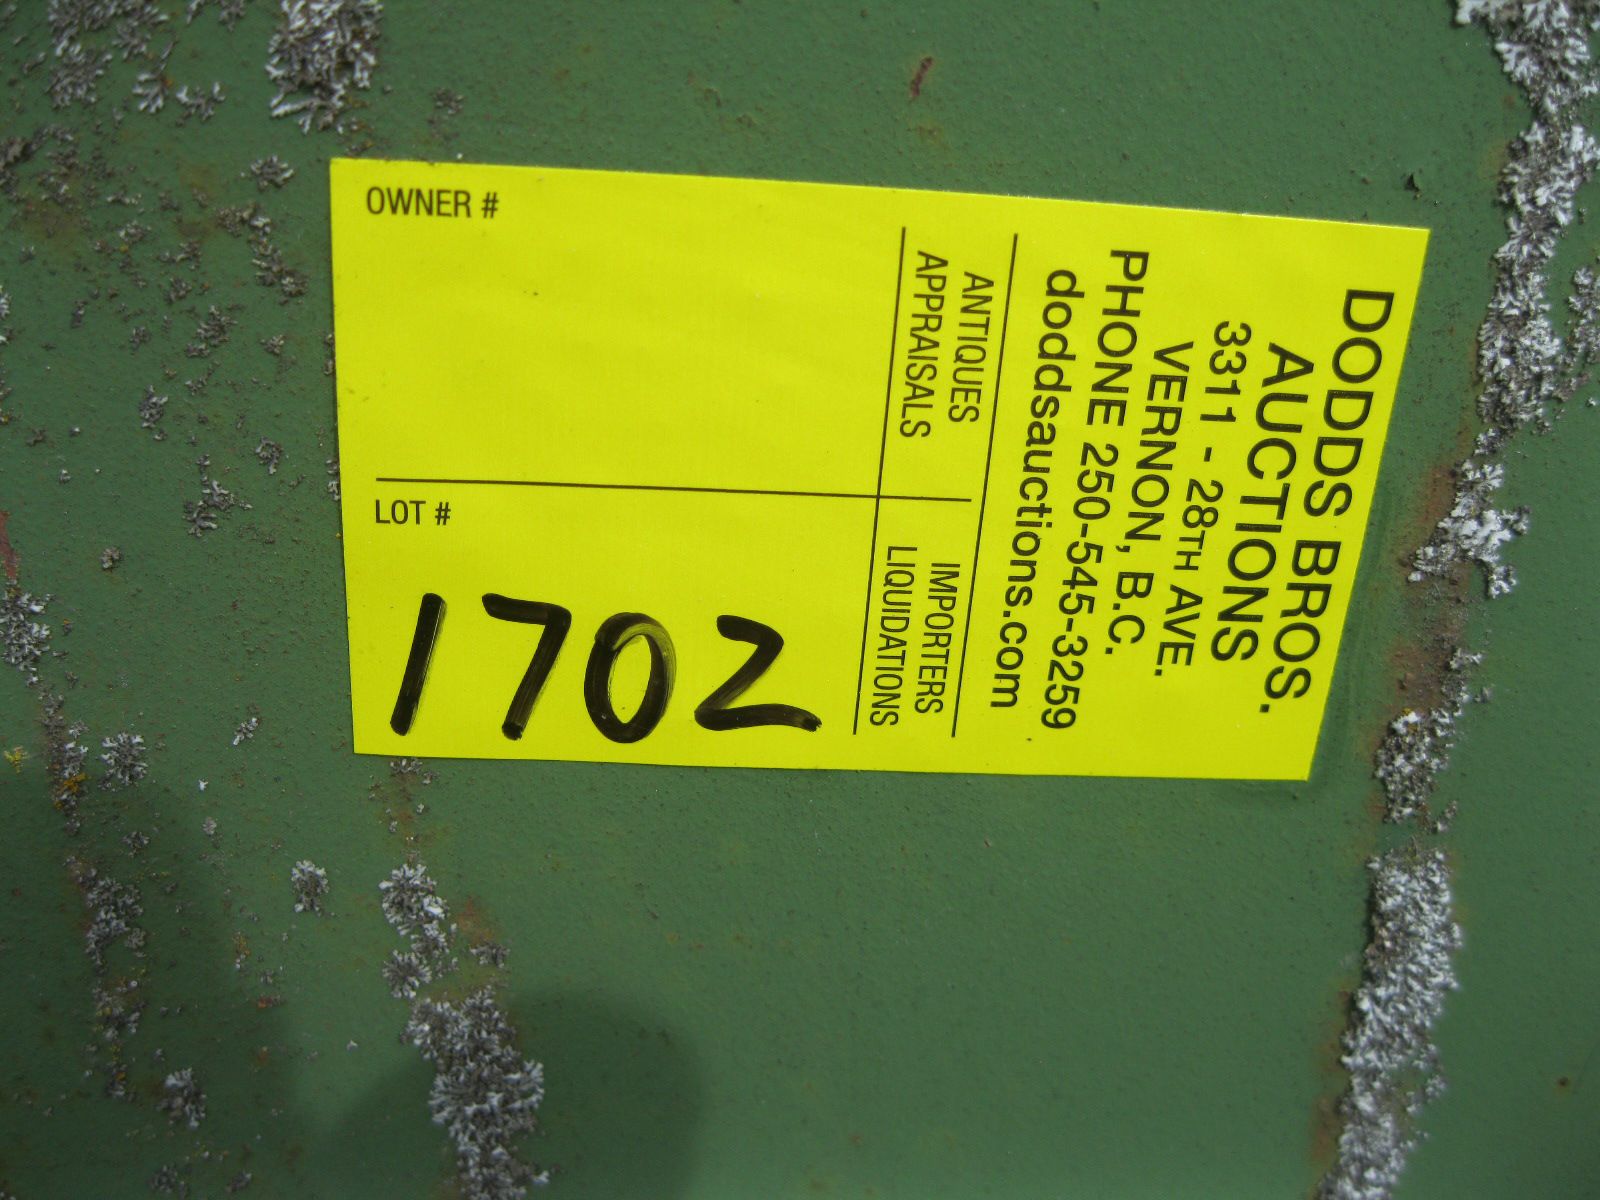 DODDS BROS.
AUCTIONS
3311 - 28TH AVE.
VERNON, B.C.
PHONE 250-545-3259
doddsauctions.com
ANTIQUES
APPRAISALS
IMPORTERS
LIQUIDATIONS
OWNER #
LOT #
1702